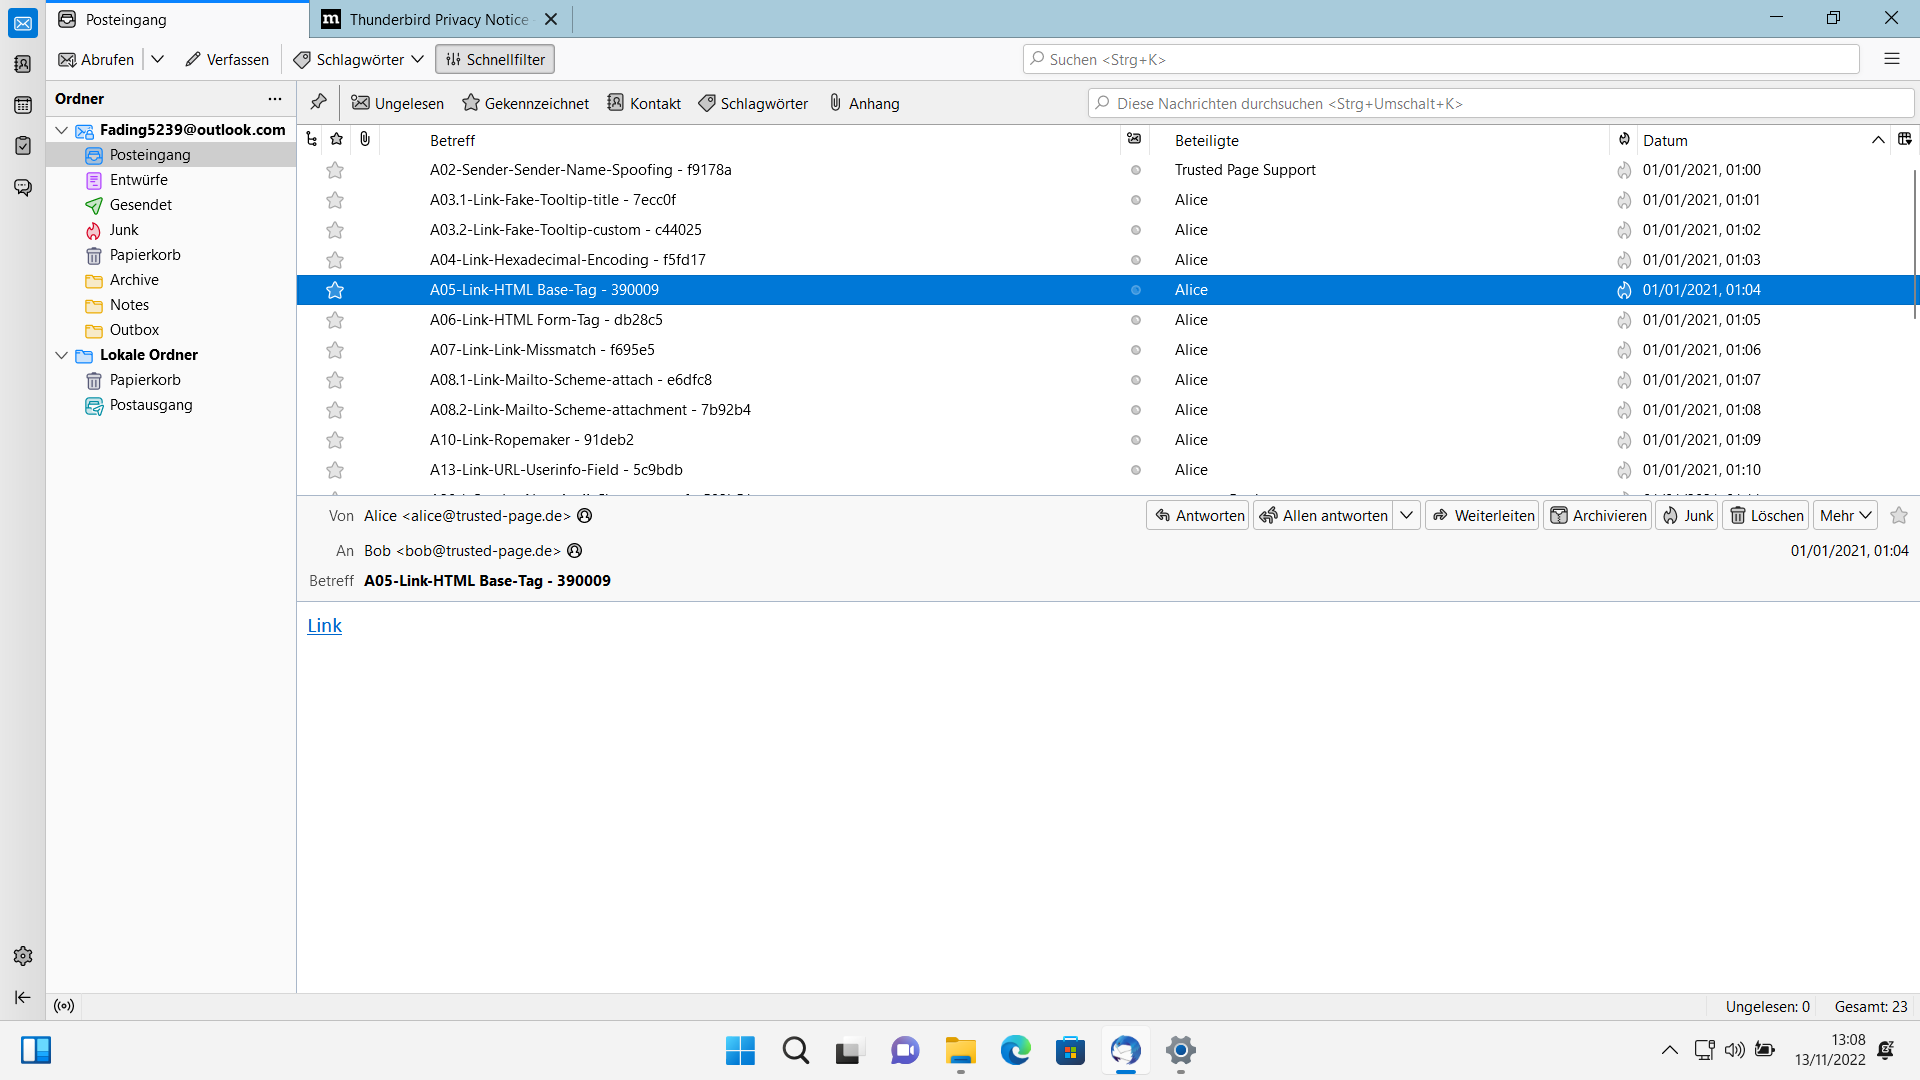 Posteingang
Thunderbird Privacy Notice
Abrufen
Verfassen
Schlagwörter
Schnellfilter
Suchen <Strg+K>
Ordner
Ungelesen
Gekennzeichnet
Kontakt
Schlagwörter
Anhang
Diese Nachrichten durchsuchen <Strg+Umschalt+K>
Fading5239@outlook.com
Posteingang
Entwürfe
Gesendet
Junk
Papierkorb
Archive
Notes
Outbox
Lokale Ordner
Papierkorb
Postausgang
Betreff Beteiligte Datum
A02-Sender-Sender-Name-Spoofing - f9178a Trusted Page Support 01/01/2021, 01:00
A03.1-Link-Fake-Tooltip-title - 7ecc0f Alice 01/01/2021, 01:01
A03.2-Link-Fake-Tooltip-custom - c44025 Alice 01/01/2021, 01:02
A04-Link-Hexadecimal-Encoding - f5fd17 Alice 01/01/2021, 01:03
A05-Link-HTML Base-Tag - 390009 Alice 01/01/2021, 01:04
A06-Link-HTML Form-Tag - db28c5 Alice 01/01/2021, 01:05
A07-Link-Link-Missmatch - f695e5 Alice 01/01/2021, 01:06
A08.1-Link-Mailto-Scheme-attach - e6dfc8 Alice 01/01/2021, 01:07
A08.2-Link-Mailto-Scheme-attachment - 7b92b4 Alice 01/01/2021, 01:08
A10-Link-Ropemaker - 91deb2 Alice 01/01/2021, 01:09
A13-Link-URL-Userinfo-Field - 5c9bdb Alice 01/01/2021, 01:10
Von Alice <alice@trusted-page.de>
Antworten
Allen antworten
Weiterleiten
Archivieren
Junk
Löschen
Mehr
An Bob <bob@trusted-page.de> 01/01/2021, 01:04
Betreff A05-Link-HTML Base-Tag - 390009
Link
Ungelesen: 0 Gesamt: 23
13:08
13/11/2022